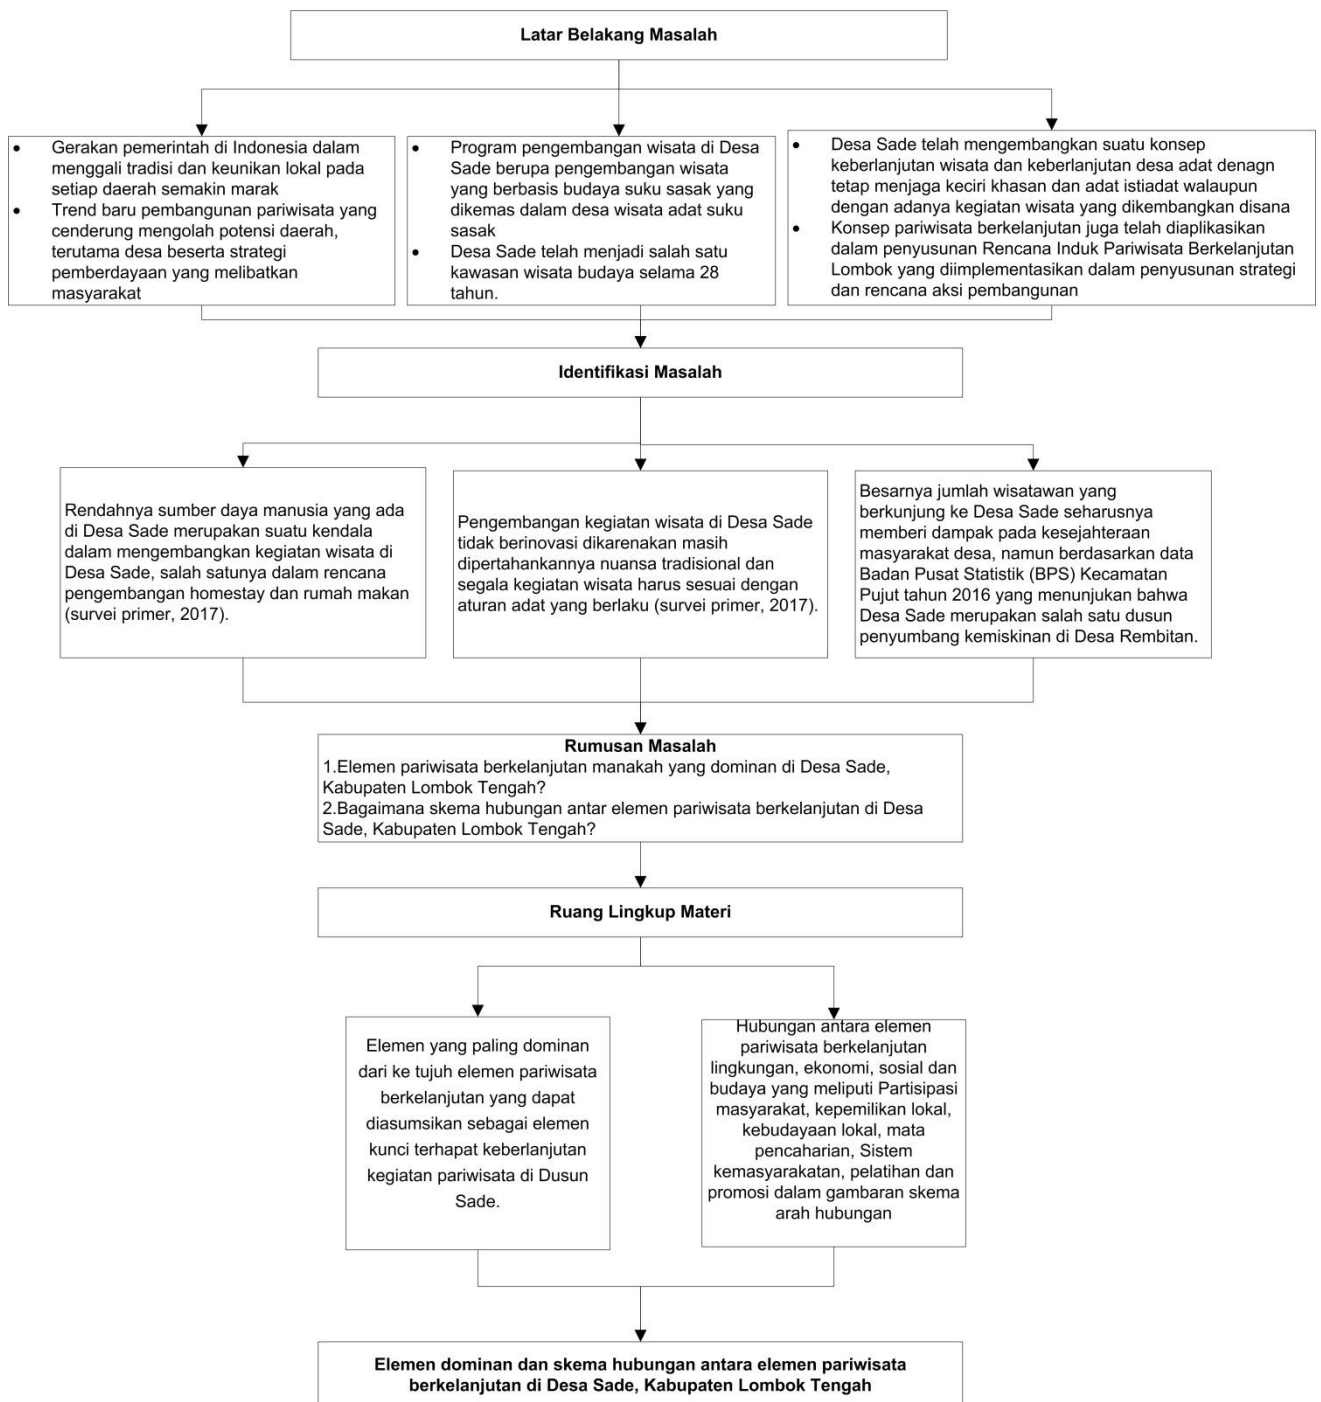 Latar Belakang Masalah
• Gerakan pemerintah di Indonesia dalam
menggali tradisi dan keunikan lokal pada
setiap daerah semakin marak
• Trend baru pembangunan pariwisata yang
cenderung mengolah potensi daerah,
terutama desa beserta strategi
pemberdayaan yang melibatkan
masyarakat
• Program pengembangan wisata di Desa
Sade berupa pengembangan wisata
yang berbasis budaya suku sasak yang
dikemas dalam desa wisata adat suku
sasak
• Desa Sade telah menjadi salah satu
kawasan wisata budaya selama 28
tahun.
• Desa Sade telah mengembangkan suatu konsep
keberlanjutan wisata dan keberlanjutan desa adat denagn
tetap menjaga keciri khasan dan adat istiadat walaupun
dengan adanya kegiatan wisata yang dikembangkan disana
• Konsep pariwisata berkelanjutan juga telah diaplikasikan
dalam penyusunan Rencana Induk Pariwisata Berkelanjutan
Lombok yang diimplementasikan dalam penyusunan strategi
dan rencana aksi pembangunan
Identifikasi Masalah
Rendahnya sumber daya manusia yang ada
di Desa Sade merupakan suatu kendala
dalam mengembangkan kegiatan wisata di
Desa Sade, salah satunya dalam rencana
pengembangan homestay dan rumah makan
(survei primer, 2017).
Pengembangan kegiatan wisata di Desa Sade
tidak berinovasi dikarenakan masih
dipertahankannya nuansa tradisional dan
segala kegiatan wisata harus sesuai dengan
aturan adat yang berlaku (survei primer, 2017).
Besarnya jumlah wisatawan yang
berkunjung ke Desa Sade seharusnya
memberi dampak pada kesejahteraan
masyarakat desa, namun berdasarkan data
Badan Pusat Statistik (BPS) Kecamatan
Pujut tahun 2016 yang menunjukan bahwa
Desa Sade merupakan salah satu dusun
penyumbang kemiskinan di Desa Rembitan.
Rumusan Masalah
1.Elemen pariwisata berkelanjutan manakah yang dominan di Desa Sade,
Kabupaten Lombok Tengah?
2.Bagaimana skema hubungan antar elemen pariwisata berkelanjutan di Desa
Sade, Kabupaten Lombok Tengah?
Ruang Lingkup Materi
Elemen yang paling dominan
dari ke tujuh elemen pariwisata
berkelanjutan yang dapat
diasumsikan sebagai elemen
kunci terhapat keberlanjutan
kegiatan pariwisata di Dusun
Sade.
Hubungan antara elemen
pariwisata berkelanjutan
lingkungan, ekonomi, sosial dan
budaya yang meliputi Partisipasi
masyarakat, kepemilikan lokal,
kebudayaan lokal, mata
pencaharian, Sistem
kemasyarakatan, pelatihan dan
promosi dalam gambaran skema
arah hubungan
Elemen dominan dan skema hubungan antara elemen pariwisata
berkelanjutan di Desa Sade, Kabupaten Lombok Tengah